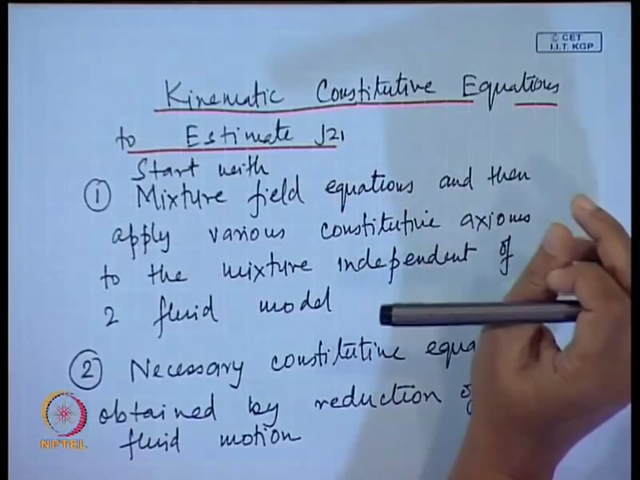 © CET
I.I.T. KGP
Kinematic Constitutive Equations
to Estimate J21
Start with
① Mixture field equations and then
apply various constitutive axioms
to the mixture independent of
2 fluid model
② Necessary constitutive equa
obtained by reduction of
fluid motion
NPTEL